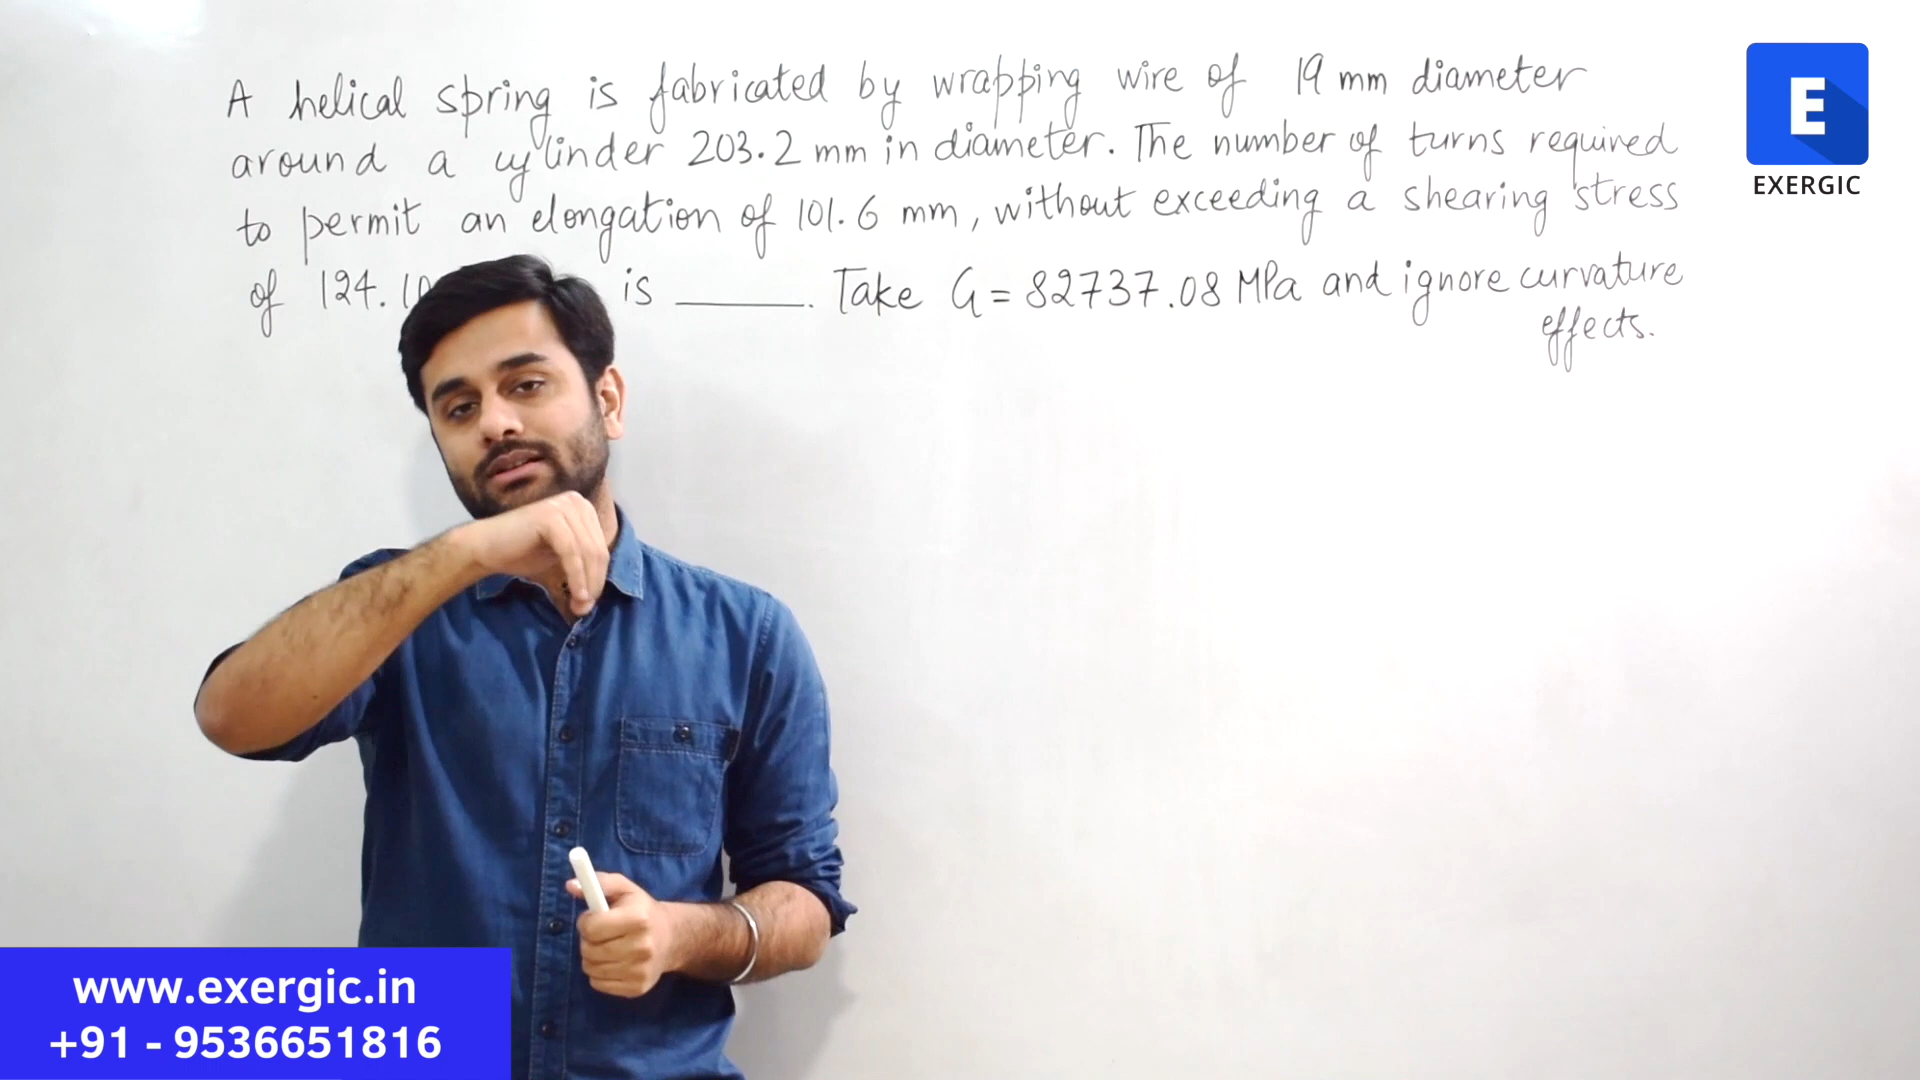 A helical spring is fabricated by wrapping wire of 19 mm diameter
around a cylinder 203.2 mm in diameter. The number of turns required
to permit an elongation of 101.6 mm, without exceeding a shearing stress
of is ______. Take G = 82737.08 MPa and ignore curvature
effects.
E
EXERGIC
www.exergic.in
+91 - 9536651816